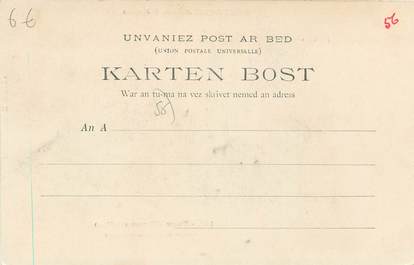 6 €
56
UNVANIEZ POST AR BED
(UNION POSTALE UNIVERSELLE)
KARTEN BOST
War an tu-ma na vez skrivet nemed an adress
An A